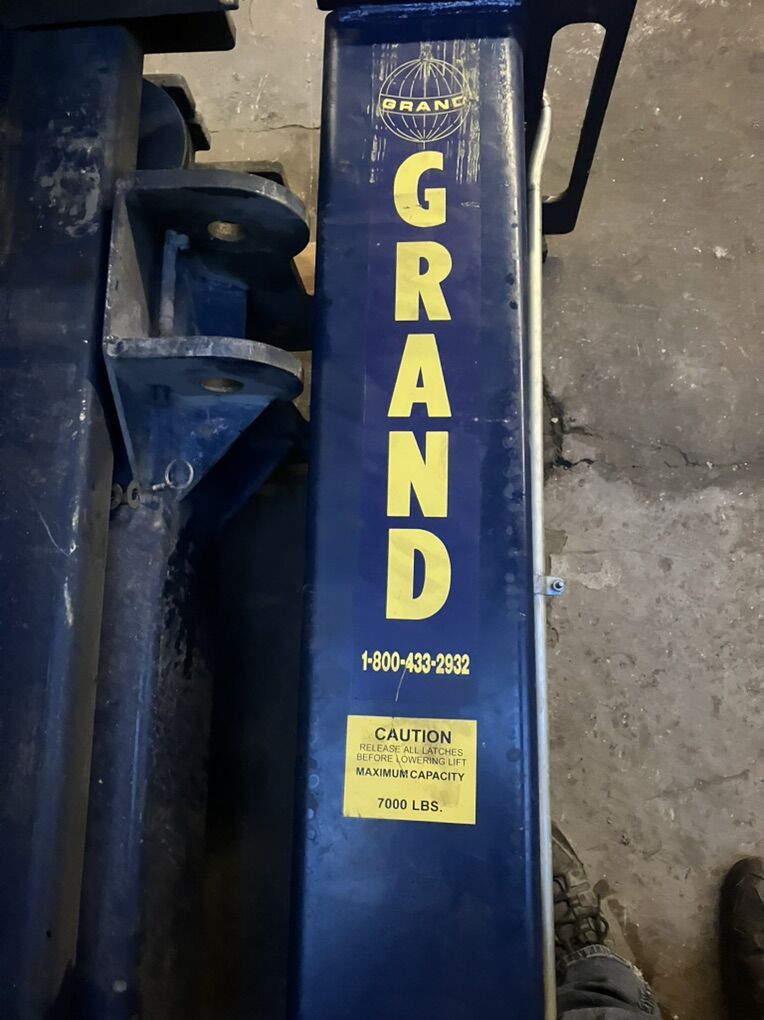 GRAND
GRAND
1-800-433-2932
CAUTION
RELEASE ALL LATCHES
BEFORE LOWERING LIFT
MAXIMUM CAPACITY
7000 LBS.